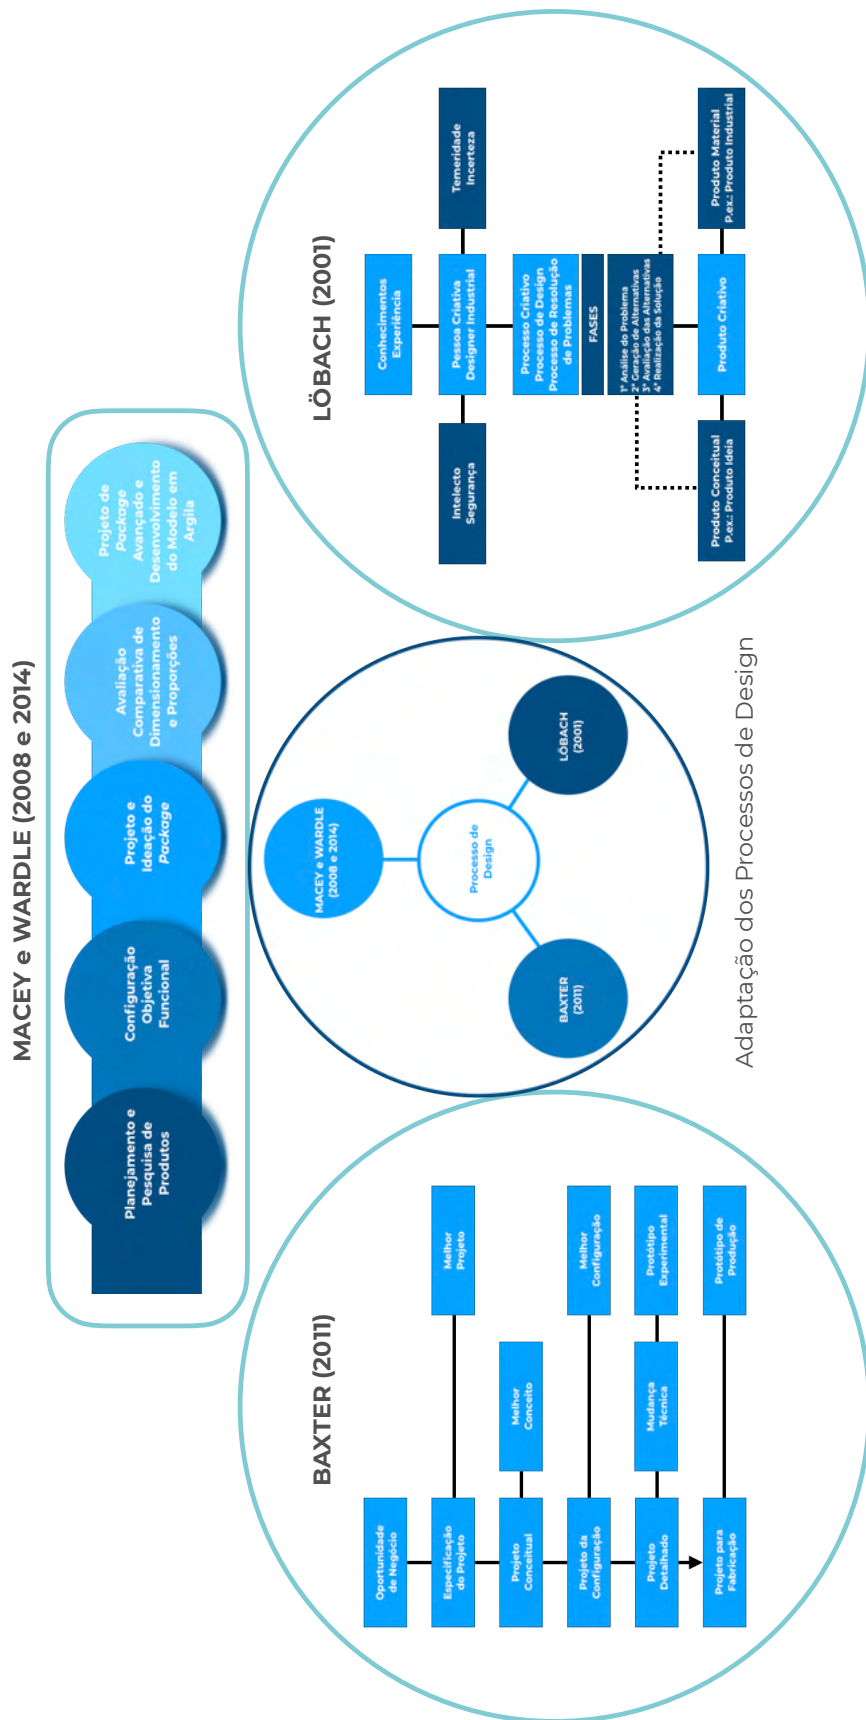 MACEY e WARDLE (2008 e 2014)
Planejamento e
Pesquisa de
Produtos
Configuração
Objetiva
Funcional
Projeto e
Ideação do
Package
Avaliação
Comparativa de
Dimensionamento
e Proporções
Projeto de
Package
Avançado e
Desenvolvimento
do Modelo em
Argila
BAXTER (2011)
Oportunidade
de Negócio
Especificação
do Projeto
Melhor
Projeto
Projeto
Conceitual
Melhor
Conceito
Projeto da
Configuração
Melhor
Configuração
Projeto
Detalhado
Mudança
Técnica
Protótipo
Experimental
Projeto para
Fabricação
Protótipo de
Produção
MACEY e WARDLE
(2008 e 2014)
Processo de
Design
BAXTER
(2011)
LÖBACH
(2001)
Adaptação dos Processos de Design
LÖBACH (2001)
Conhecimentos
Experiência
Intelecto
Segurança
Pessoa Criativa
Designer Industrial
Temeridade
Incerteza
Processo Criativo
Processo de Design
Processo de Resolução
de Problemas
FASES
1° Análise do Problema
2° Geração de Alternativas
3° Avaliação das Alternativas
4° Realização da Solução
Produto Conceitual
P.ex.: Produto Ideia
Produto Criativo
Produto Material
P.ex.: Produto Industrial